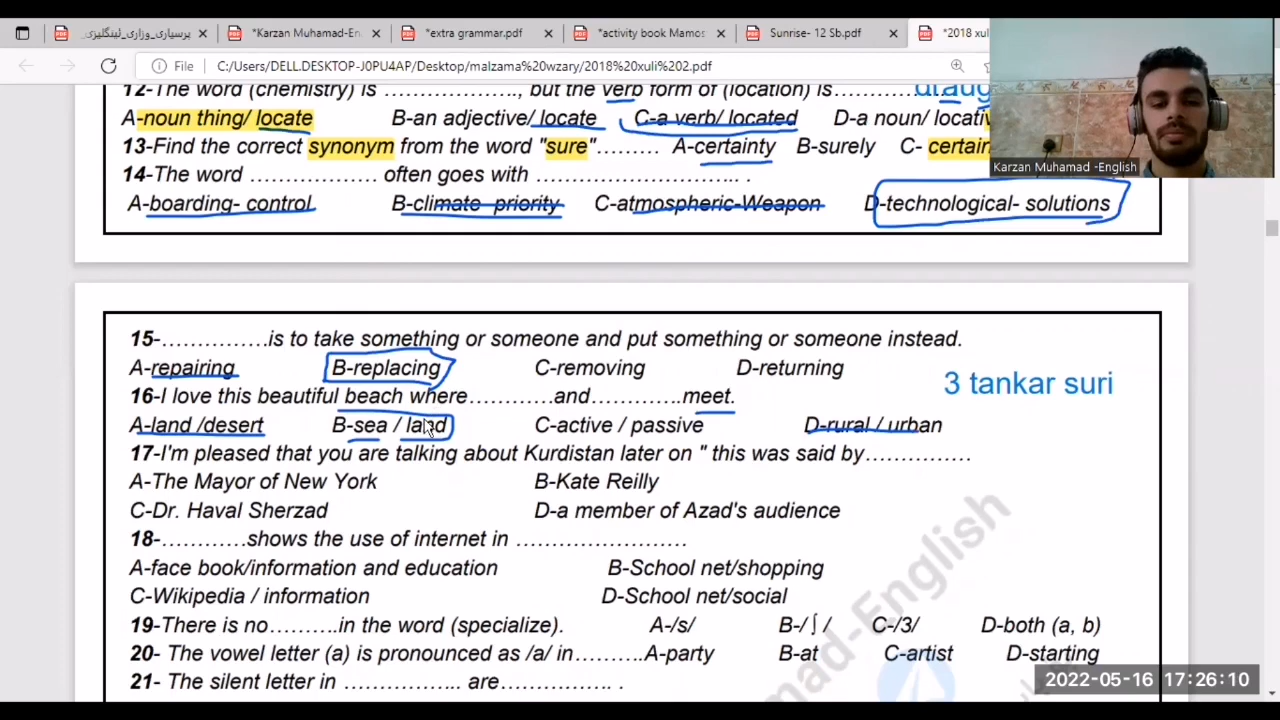 پرسیاری_وزاری_ئینگلیزی_
*Karzan Muhamad-En
*extra grammar.pdf
*activity book Mamos
Sunrise- 12 Sb.pdf
*2018 xuli
File
C:/Users/DELL.DESKTOP-J0PU4AP/Desktop/malzama%20wzary/2018%20xuli%202.pdf
12-The word (chemistry) is ……………….., but the verb form of (location) is………..
draug
A-noun thing/ locate B-an adjective/ locate C-a verb/ located D-a noun/ locativ
13-Find the correct synonym from the word "sure"……… A-certainty B-surely C- certain
Karzan Muhamad -English
14-The word ……………… often goes with ………………………... .
A-boarding- control B-climate priority C-atmospheric-Weapon D-technological- solutions
15-……………is to take something or someone and put something or someone instead.
A-repairing B-replacing C-removing D-returning
16-I love this beautiful beach where…………and………….meet.
3 tankar suri
A-land /desert B-sea / land C-active / passive D-rural / urban
17-I'm pleased that you are talking about Kurdistan later on " this was said by……………
A-The Mayor of New York B-Kate Reilly
C-Dr. Haval Sherzad D-a member of Azad's audience
18-…………shows the use of internet in ……………………
A-face book/information and education B-School net/shopping
C-Wikipedia / information D-School net/social
19-There is no……….in the word (specialize). A-/s/ B-/ ʃ / C-/3/ D-both (a, b)
20- The vowel letter (a) is pronounced as /a/ in……….A-party B-at C-artist D-starting
21- The silent letter in ………….. are……………. .
mad-English
2022-05-16 17:26:10